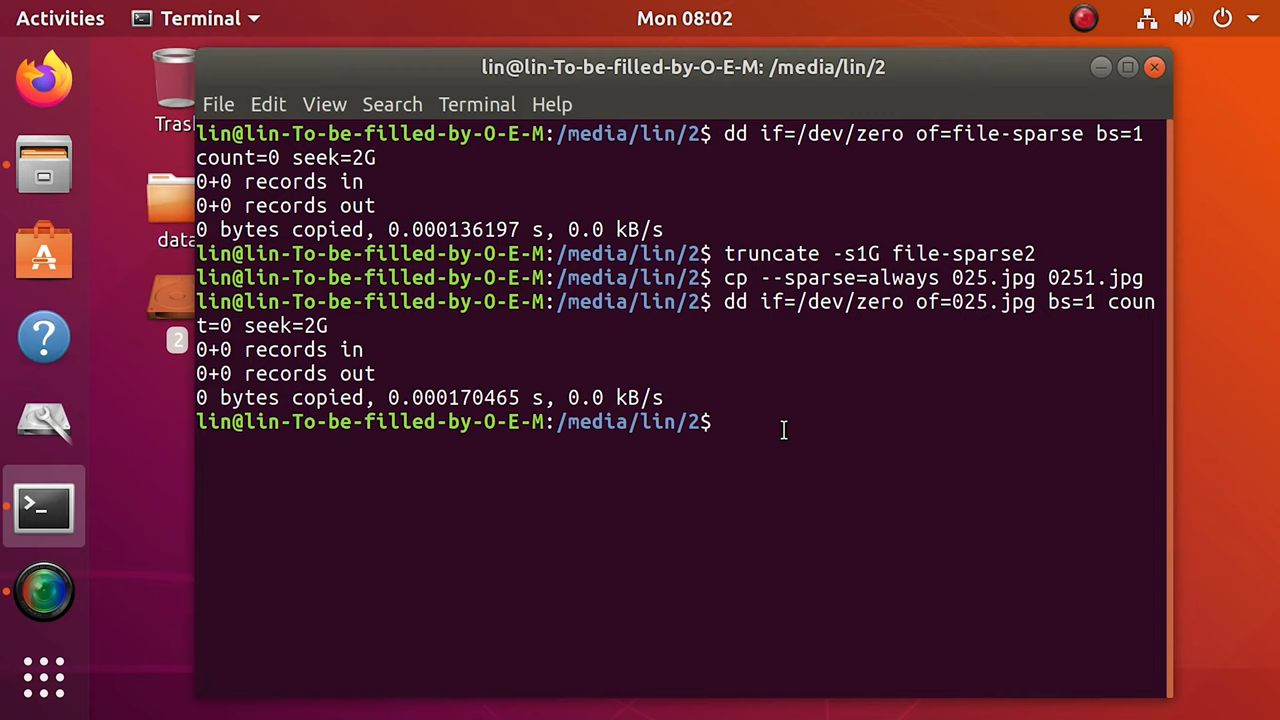 Activities Terminal Mon 08:02
lin@lin-To-be-filled-by-O-E-M: /media/lin/2
File Edit View Search Terminal Help
Trash
data
2
lin@lin-To-be-filled-by-O-E-M:/media/lin/2$ dd if=/dev/zero of=file-sparse bs=1
count=0 seek=2G
0+0 records in
0+0 records out
0 bytes copied, 0.000136197 s, 0.0 kB/s
lin@lin-To-be-filled-by-O-E-M:/media/lin/2$ truncate -s1G file-sparse2
lin@lin-To-be-filled-by-O-E-M:/media/lin/2$ cp --sparse=always 025.jpg 0251.jpg
lin@lin-To-be-filled-by-O-E-M:/media/lin/2$ dd if=/dev/zero of=025.jpg bs=1 coun
t=0 seek=2G
0+0 records in
0+0 records out
0 bytes copied, 0.000170465 s, 0.0 kB/s
lin@lin-To-be-filled-by-O-E-M:/media/lin/2$